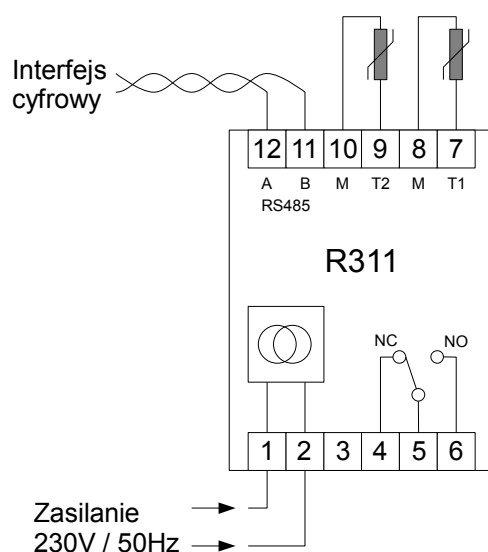 Interfejs
cyfrowy
12 11 10 9 8 7
A B M T2 M T1
RS485
R311
NC NO
1 2 3 4 5 6
Zasilanie
230V / 50Hz